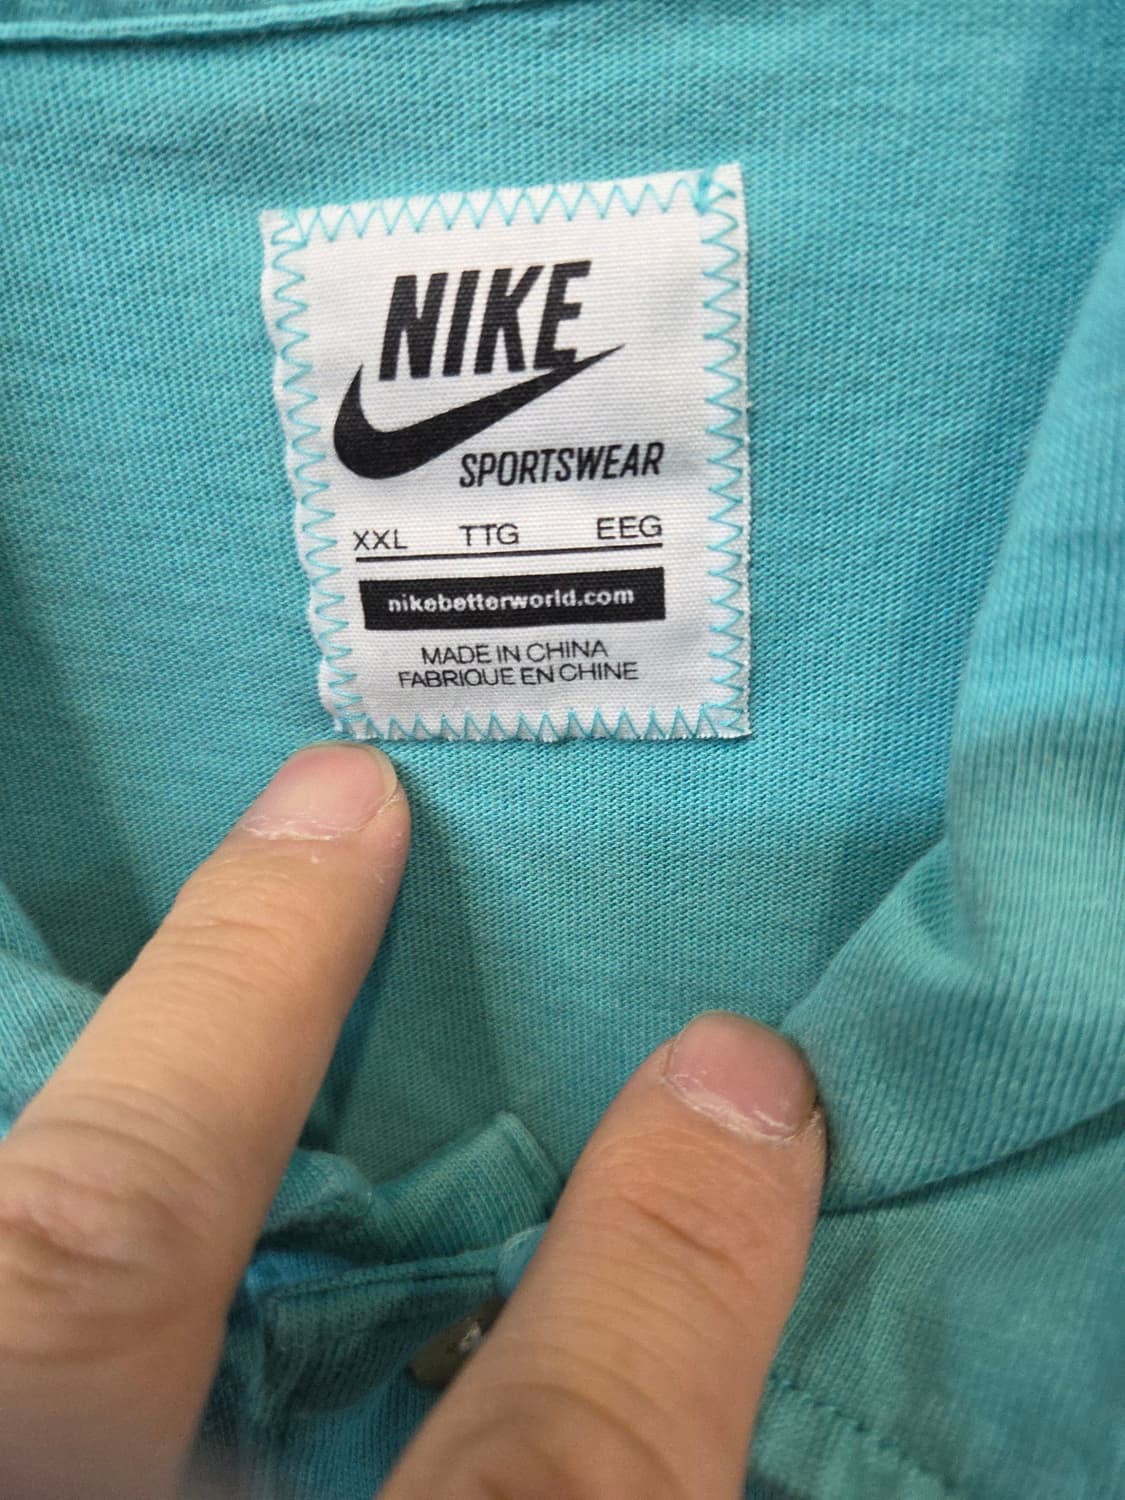 NIKE
SPORTSWEAR
XXL TTG EEG
nikebetterworld.com
MADE IN CHINA
FABRIQUE EN CHINE